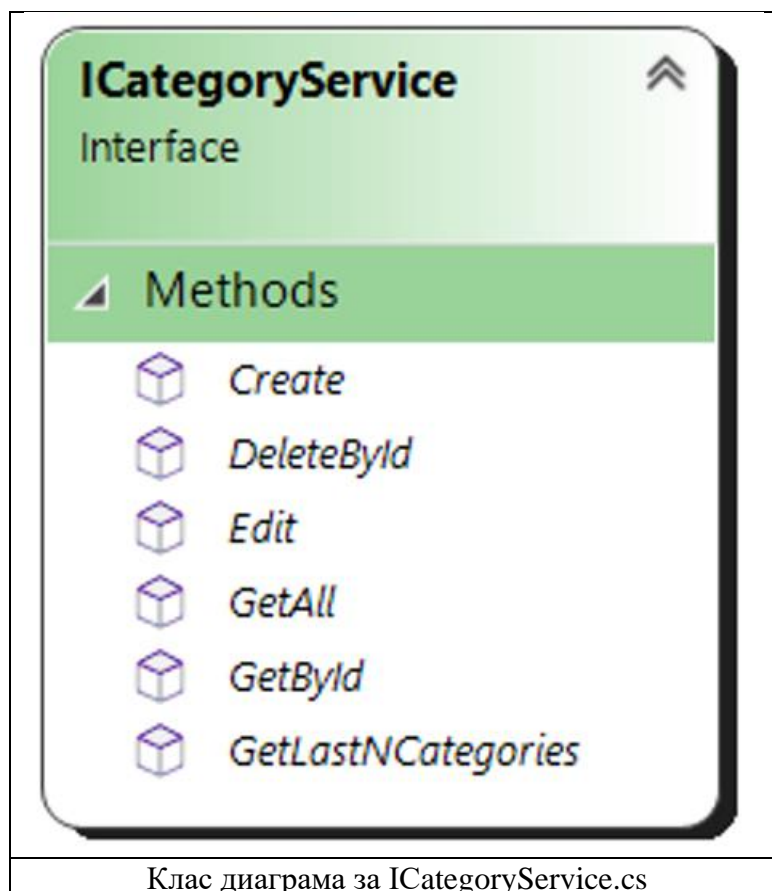 ICategoryService
Interface
Methods
Create
DeleteById
Edit
GetAll
GetById
GetLastNCategories
Клас диаграма за ICategoryService.cs